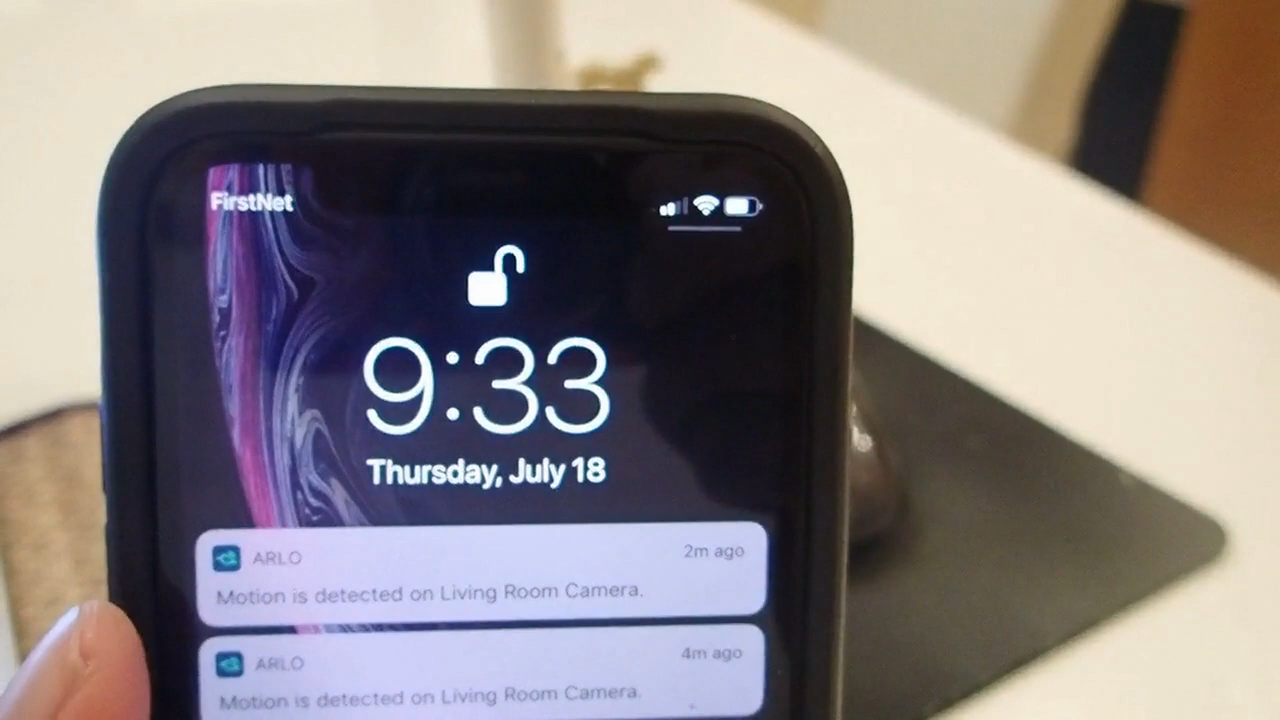 FirstNet
9:33
Thursday, July 18
ARLO
2m ago
Motion is detected on Living Room Camera.
ARLO
4m ago
Motion is detected on Living Room Camera.